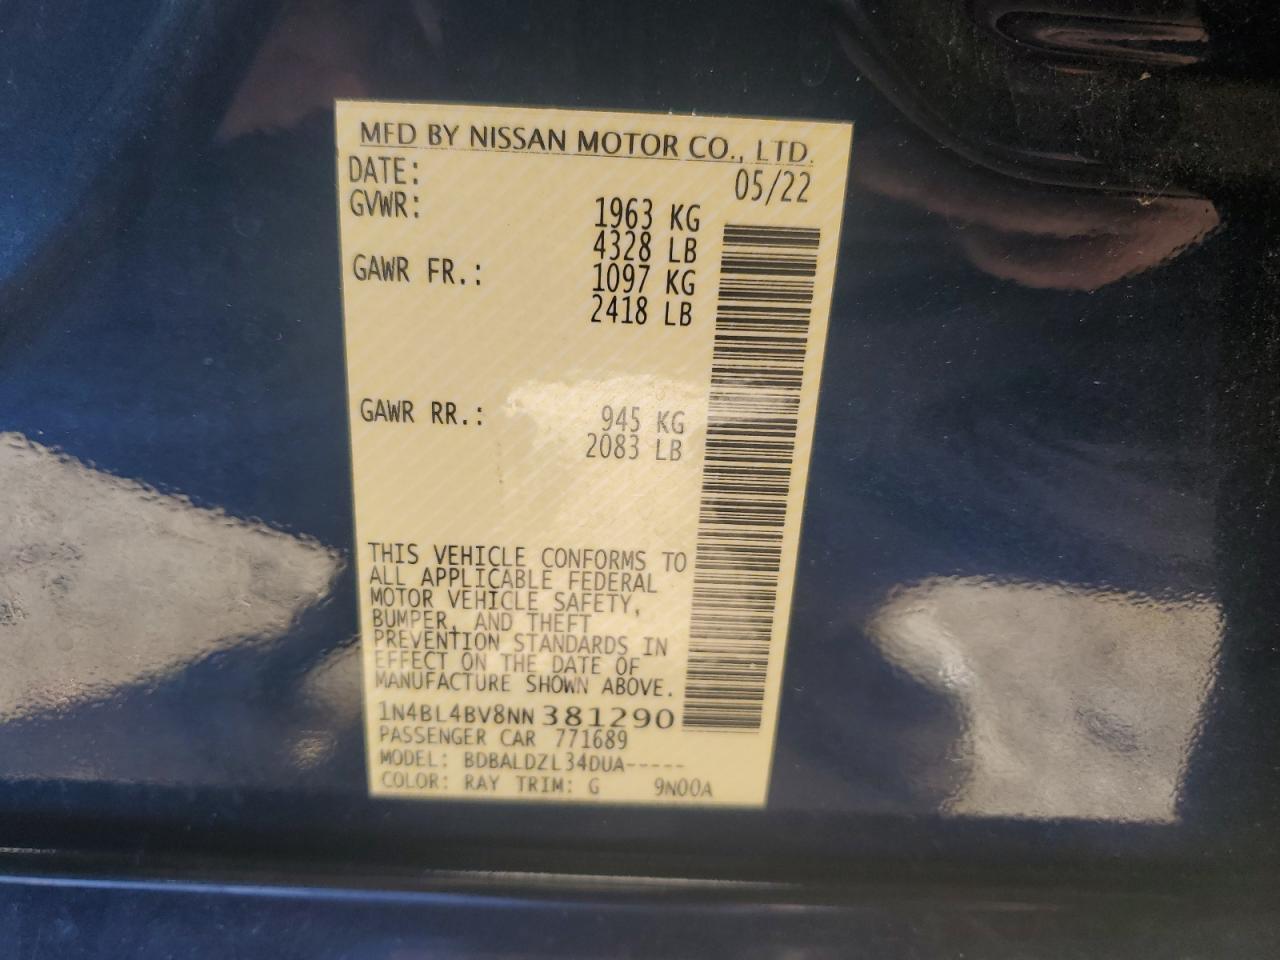 MFD BY NISSAN MOTOR CO., LTD.
DATE: 05/22
GVWR: 1963 KG
4328 LB
GAWR FR.: 1097 KG
2418 LB
GAWR RR.: 945 KG
2083 LB
THIS VEHICLE CONFORMS TO
ALL APPLICABLE FEDERAL
MOTOR VEHICLE SAFETY,
BUMPER, AND THEFT
PREVENTION STANDARDS IN
EFFECT ON THE DATE OF
MANUFACTURE SHOWN ABOVE.
1N4BL4BV8NN381290
PASSENGER CAR 771689
MODEL: BDBALDZL34DUA-----
COLOR: RAY TRIM: G 9N00A